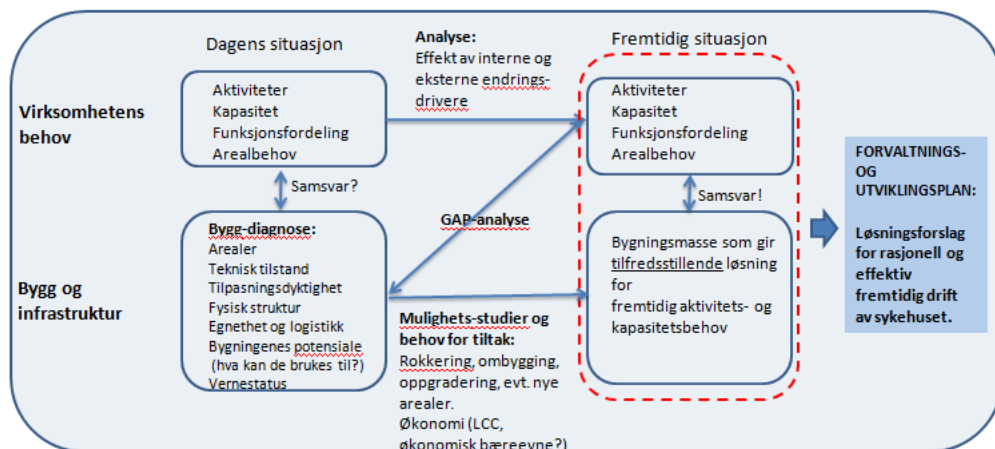 Dagens situasjon
Analyse:
Effekt av interne og
eksterne endrings-
drivere
Fremtidig situasjon
Virksomhetens
behov
Aktiviteter
Kapasitet
Funksjonsfordeling
Arealbehov
Aktiviteter
Kapasitet
Funksjonsfordeling
Arealbehov
Samsvar?
GAP-analyse
Samsvar!
Bygg og
infrastruktur
Bygg-diagnose:
Arealer
Teknisk tilstand
Tilpasningsdyktighet
Fysisk struktur
Egnethet og logistikk
Bygningenes potensiale
(hva kan de brukes til?)
Vernestatus
Mulighets-studier og
behov for tiltak:
Rokkering, ombygging,
oppgradering, evt. nye
arealer.
Økonomi (LCC,
økonomisk bæreevne?)
Bygningsmasse som gir
tilfredsstillende løsning
for
fremtidig aktivitets- og
kapasitetsbehov
FORVALTNINGS-
OG
UTVIKLINGSPLAN:
Løsningsforslag
for rasjonell og
effektiv
fremtidig drift
av sykehuset.